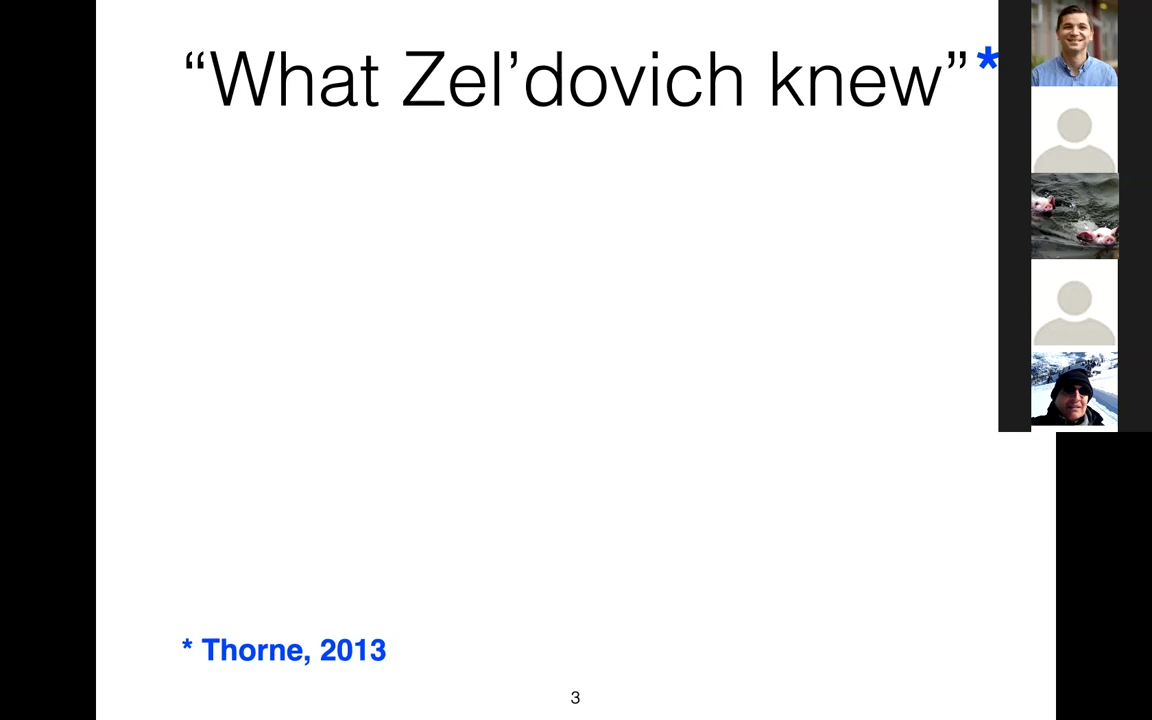 “What Zel’dovich knew”*
* Thorne, 2013
3